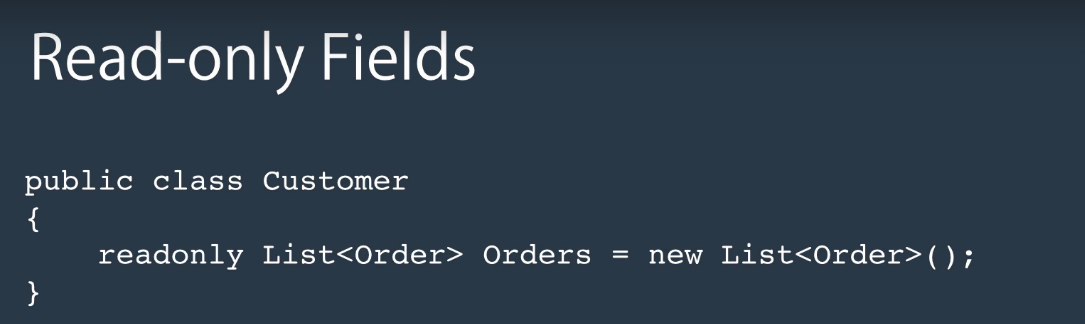 Read-only Fields
public class Customer
{
    readonly List<Order> Orders = new List<Order>();
}